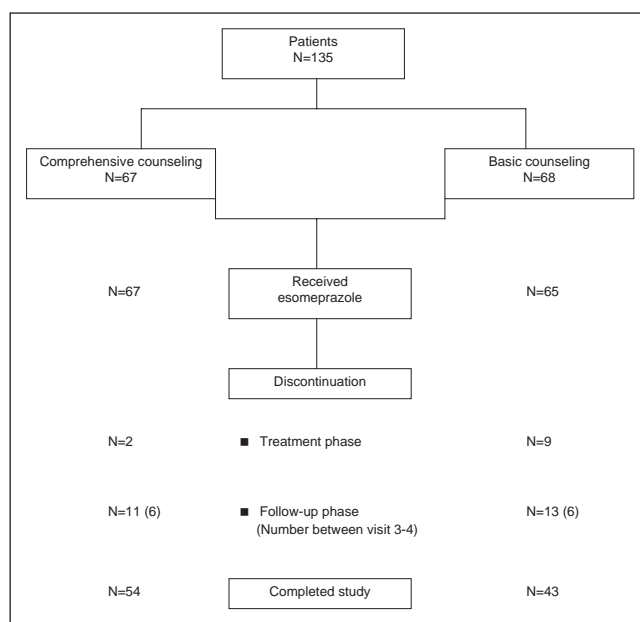 Patients
N=135
Comprehensive counseling
N=67
Basic counseling
N=68
N=67
Received
esomeprazole
N=65
Discontinuation
N=2
■ Treatment phase
N=9
N=11 (6)
■ Follow-up phase
(Number between visit 3-4)
N=13 (6)
N=54
Completed study
N=43